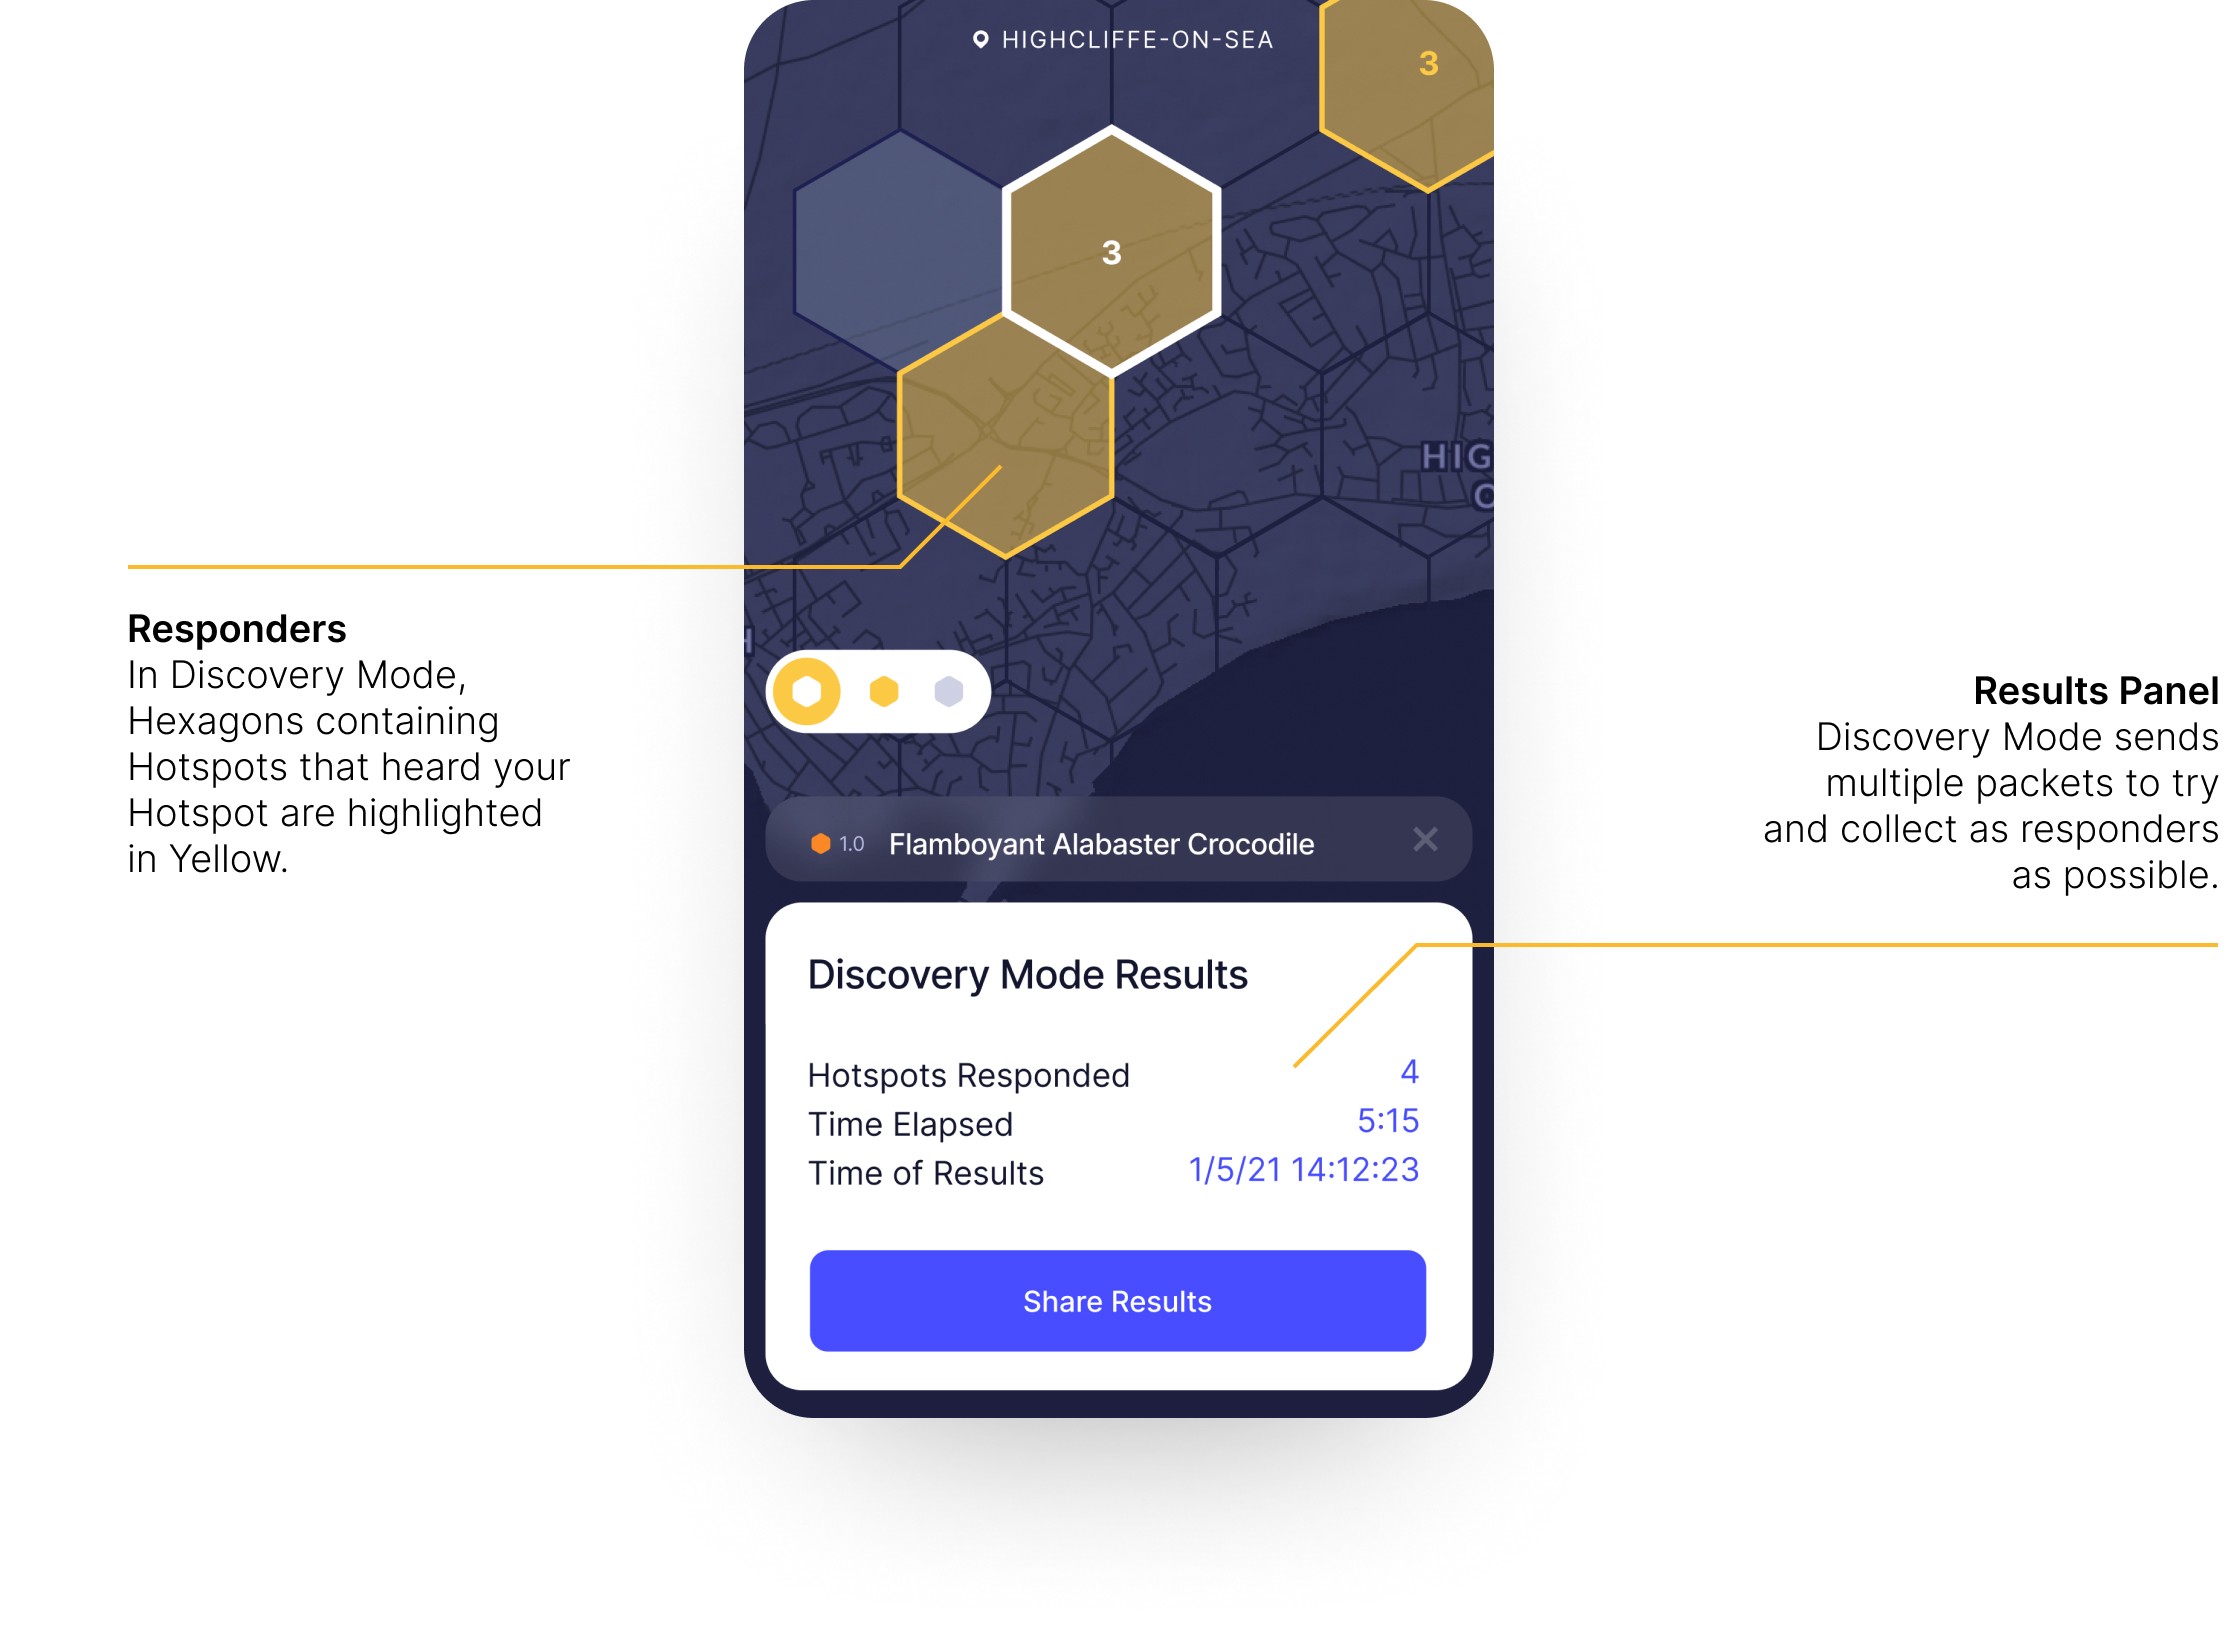 HIGHCLIFFE-ON-SEA
3
3
HIG
O
H
Responders
In Discovery Mode,
Hexagons containing
Hotspots that heard your
Hotspot are highlighted
in Yellow.
Results Panel
Discovery Mode sends
multiple packets to try
and collect as responders
as possible.
1.0 Flamboyant Alabaster Crocodile
Discovery Mode Results
Hotspots Responded 4
Time Elapsed 5:15
Time of Results 1/5/21 14:12:23
Share Results